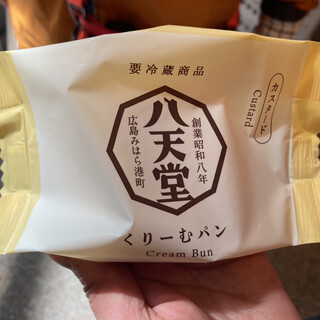 要冷蔵商品
カスタード
Custard
創業昭和八年
八天堂
広島みはら港町
くりーむパン
Cream Bun